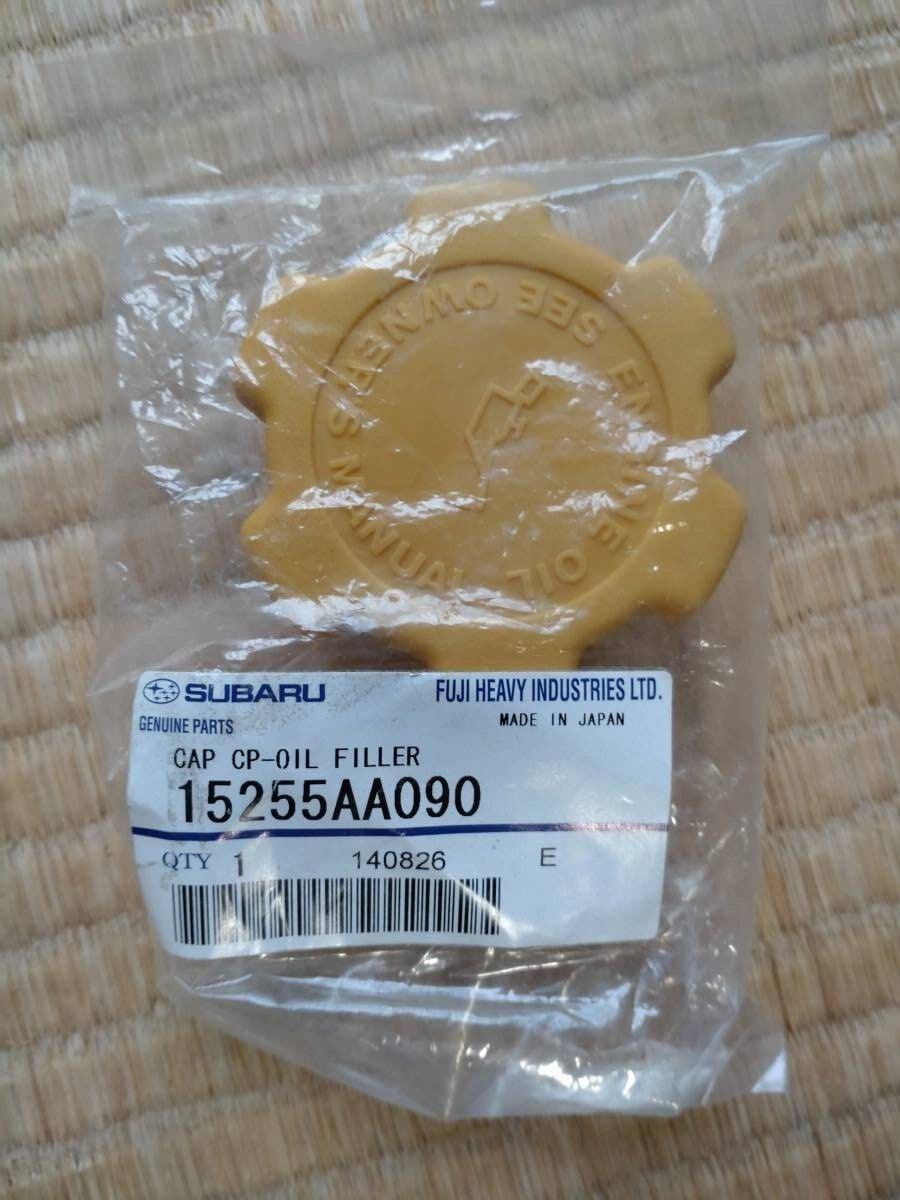 SEE OWNER'S MANUAL
ENGINE OIL
SUBARU
FUJI HEAVY INDUSTRIES LTD.
GENUINE PARTS
MADE IN JAPAN
CAP CP-OIL FILLER
15255AA090
QTY 1 140826 E